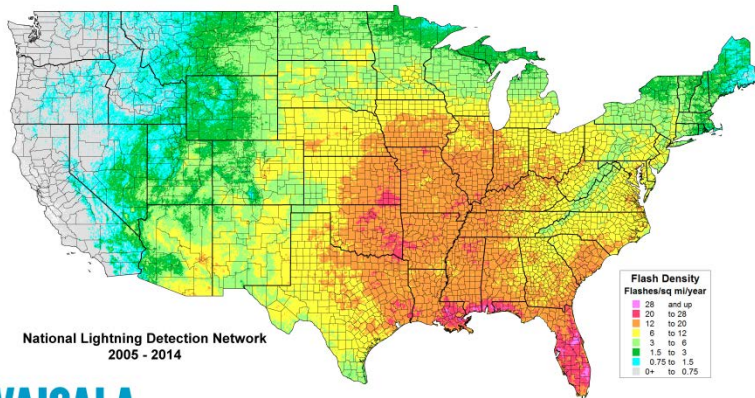 National Lightning Detection Network
2005 - 2014
VAISALA
Flash Density
Flashes/sq mi/year
28 and up
20 to 28
12 to 20
6 to 12
3 to 6
1.5 to 3
0.75 to 1.5
0+ to 0.75